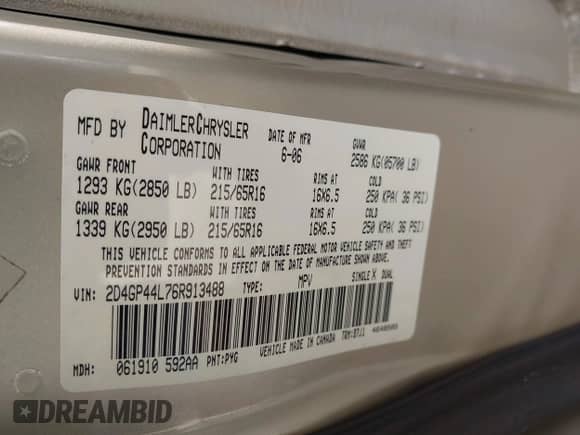 MFD BY DAIMLERCHRYSLER CORPORATION DATE OF MFR 6-06 GVWR 2586 KG(05700 LB)
GAWR FRONT WITH TIRES RIMS AT COLD
1293 KG(2850 LB) 215/65R16 16X6.5 250 KPA( 36 PSI)
GAWR REAR WITH TIRES RIMS AT COLD
1339 KG(2950 LB) 215/65R16 16X6.5 250 KPA( 36 PSI)
THIS VEHICLE CONFORMS TO ALL APPLICABLE FEDERAL MOTOR VEHICLE SAFETY AND THEFT
PREVENTION STANDARDS IN EFFECT ON THE DATE OF MANUFACTURE SHOWN ABOVE.
VIN: 2D4GP44L76R913488 TYPE: MPV SINGLE X DUAL
MDH: 061910 592AA PNT:PYG VEHICLE MADE IN CANADA TRM:D7J1
DREAMBID